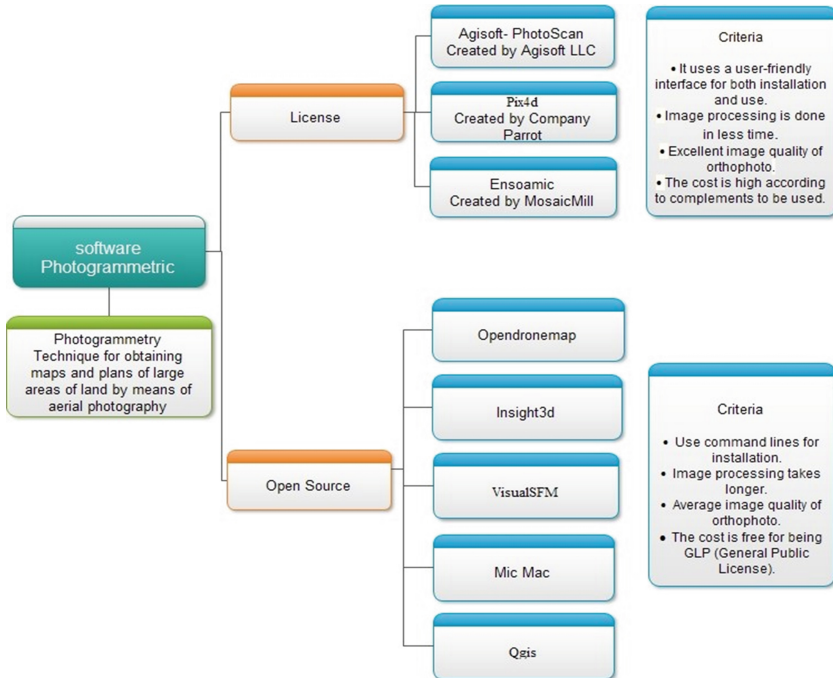 software
Photogrammetric
Photogrammetry
Technique for obtaining
maps and plans of large
areas of land by means of
aerial photography
License
Agisoft- PhotoScan
Created by Agisoft LLC
Pix4d
Created by Company
Parrot
Ensoamic
Created by MosaicMill
Criteria
• It uses a user-friendly
interface for both installation
and use.
• Image processing is done
in less time.
• Excellent image quality of
orthophoto.
• The cost is high according
to complements to be used.
Open Source
Opendronemap
Insight3d
VisualSFM
Mic Mac
Qgis
Criteria
• Use command lines for
installation.
• Image processing takes
longer.
• Average image quality of
orthophoto.
• The cost is free for being
GLP (General Public
License).